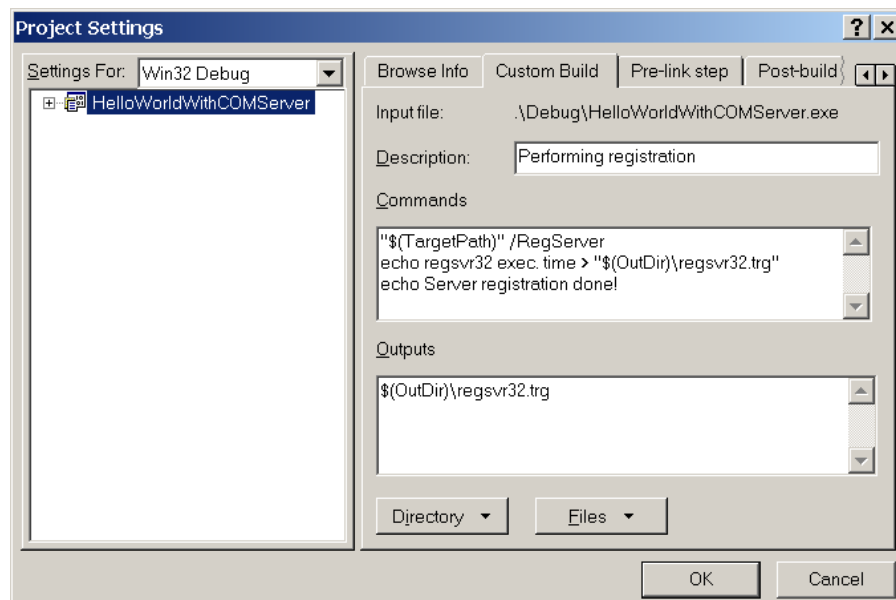 Project Settings
Settings For: Win32 Debug
HelloWorldWithCOMServer
Browse Info Custom Build Pre-link step Post-build
Input file: .\Debug\HelloWorldWithCOMServer.exe
Description: Performing registration
Commands
"$(TargetPath)" /RegServer
echo regsvr32 exec. time > "$(OutDir)\regsvr32.trg"
echo Server registration done!
Outputs
$(OutDir)\regsvr32.trg
Directory Files
OK Cancel